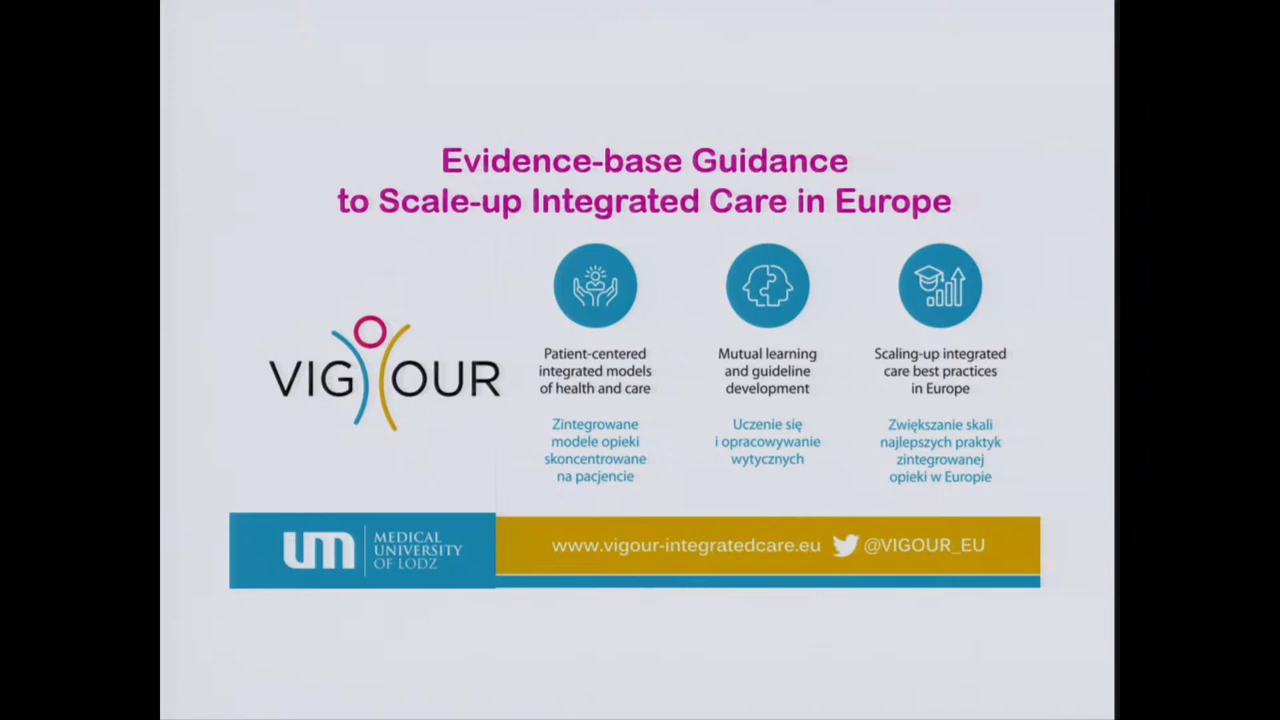 Evidence-base Guidance
to Scale-up Integrated Care in Europe
VIGOUR
Patient-centered
integrated models
of health and care
Zintegrowane
modele opieki
skoncentrowane
na pacjencie
Mutual learning
and guideline
development
Uczenie się
i opracowywanie
wytycznych
Scaling-up integrated
care best practices
in Europe
Zwiększanie skali
najlepszych praktyk
zintegrowanej
opieki w Europie
um
MEDICAL
UNIVERSITY
OF LODZ
www.vigour-integratedcare.eu @VIGOUR_EU